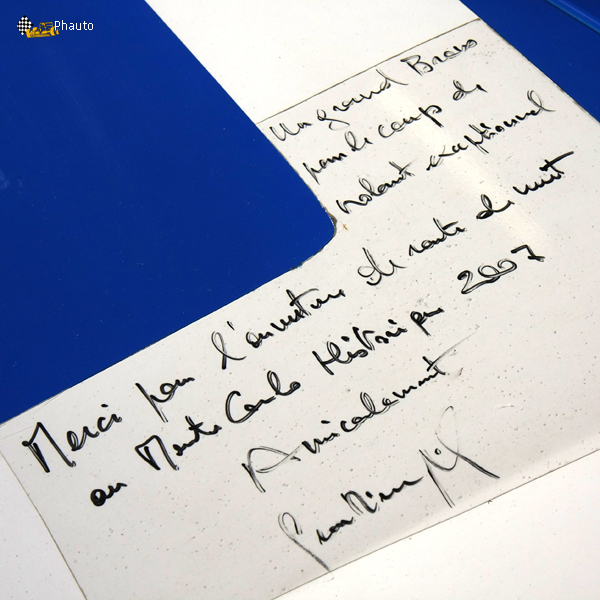 Phauto
Un grand Bravo
pour le coup de
volant exceptionnel
Merci pour l'ouverture de route de nuit
au Monte Carlo Historique 2007
Amicalement